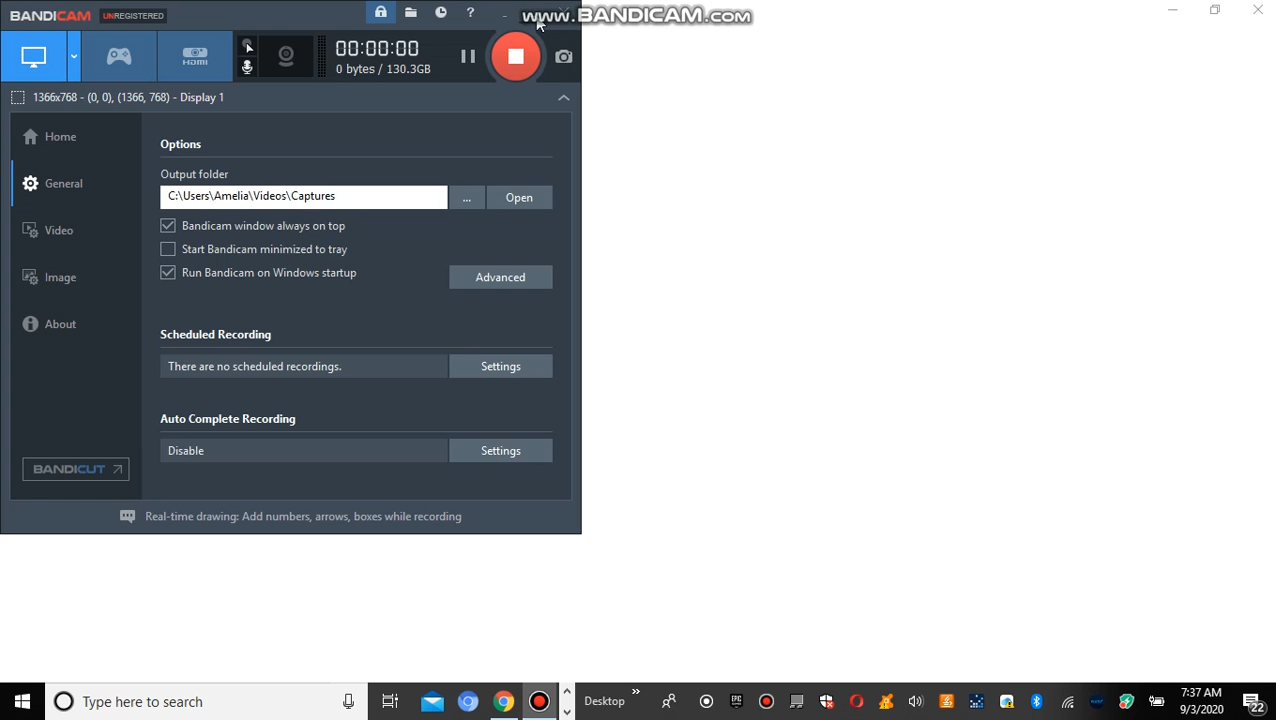 BANDICAM UNREGISTERED
?
www.BANDICAM.com
HDMI
00:00:00
0 bytes / 130.3GB
1366x768 - (0, 0), (1366, 768) - Display 1
Home
General
Video
Image
About
BANDICUT
Options
Output folder
C:\Users\Amelia\Videos\Captures
...
Open
Bandicam window always on top
Start Bandicam minimized to tray
Run Bandicam on Windows startup
Advanced
Scheduled Recording
There are no scheduled recordings.
Settings
Auto Complete Recording
Disable
Settings
Real-time drawing: Add numbers, arrows, boxes while recording
Type here to search
Desktop
EPIC
7:37 AM
9/3/2020
22